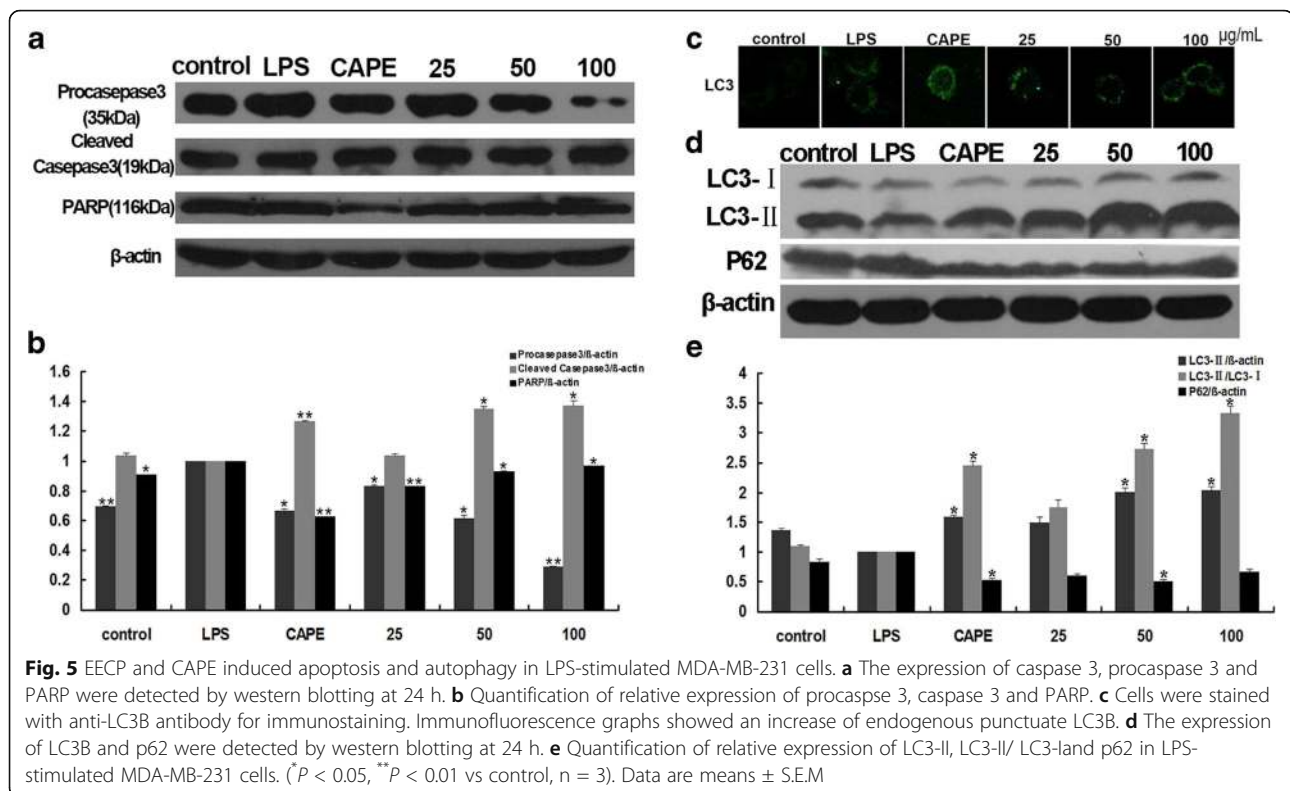 a
control LPS CAPE 25 50 100
Procasepase3
(35kDa)
Cleaved
Casepase3(19kDa)
PARP(116kDa)
β-actin
b
Procasepase3/ß-actin
Cleaved Casepase3/ß-actin
PARP/ß-actin
1.6
1.4
1.2
1
0.8
0.6
0.4
0.2
0
** * ** * * ** * ** * * * ** * *
control LPS CAPE 25 50 100
c
control LPS CAPE 25 50 100 µg/mL
LC3
d
control LPS CAPE 25 50 100
LC3-Ⅰ
LC3-Ⅱ
P62
β-actin
e
LC3-Ⅱ/ß-actin
LC3-Ⅱ/LC3-Ⅰ
P62/ß-actin
4
3.5
3
2.5
2
1.5
1
0.5
0
* * * * * * * *
control LPS CAPE 25 50 100
Fig. 5 EECP and CAPE induced apoptosis and autophagy in LPS-stimulated MDA-MB-231 cells. a The expression of caspase 3, procaspase 3 and
PARP were detected by western blotting at 24 h. b Quantification of relative expression of procaspse 3, caspase 3 and PARP. c Cells were stained
with anti-LC3B antibody for immunostaining. Immunofluorescence graphs showed an increase of endogenous punctuate LC3B. d The expression
of LC3B and p62 were detected by western blotting at 24 h. e Quantification of relative expression of LC3-II, LC3-II/ LC3-Iand p62 in LPS-
stimulated MDA-MB-231 cells. (*P < 0.05, **P < 0.01 vs control, n = 3). Data are means ± S.E.M